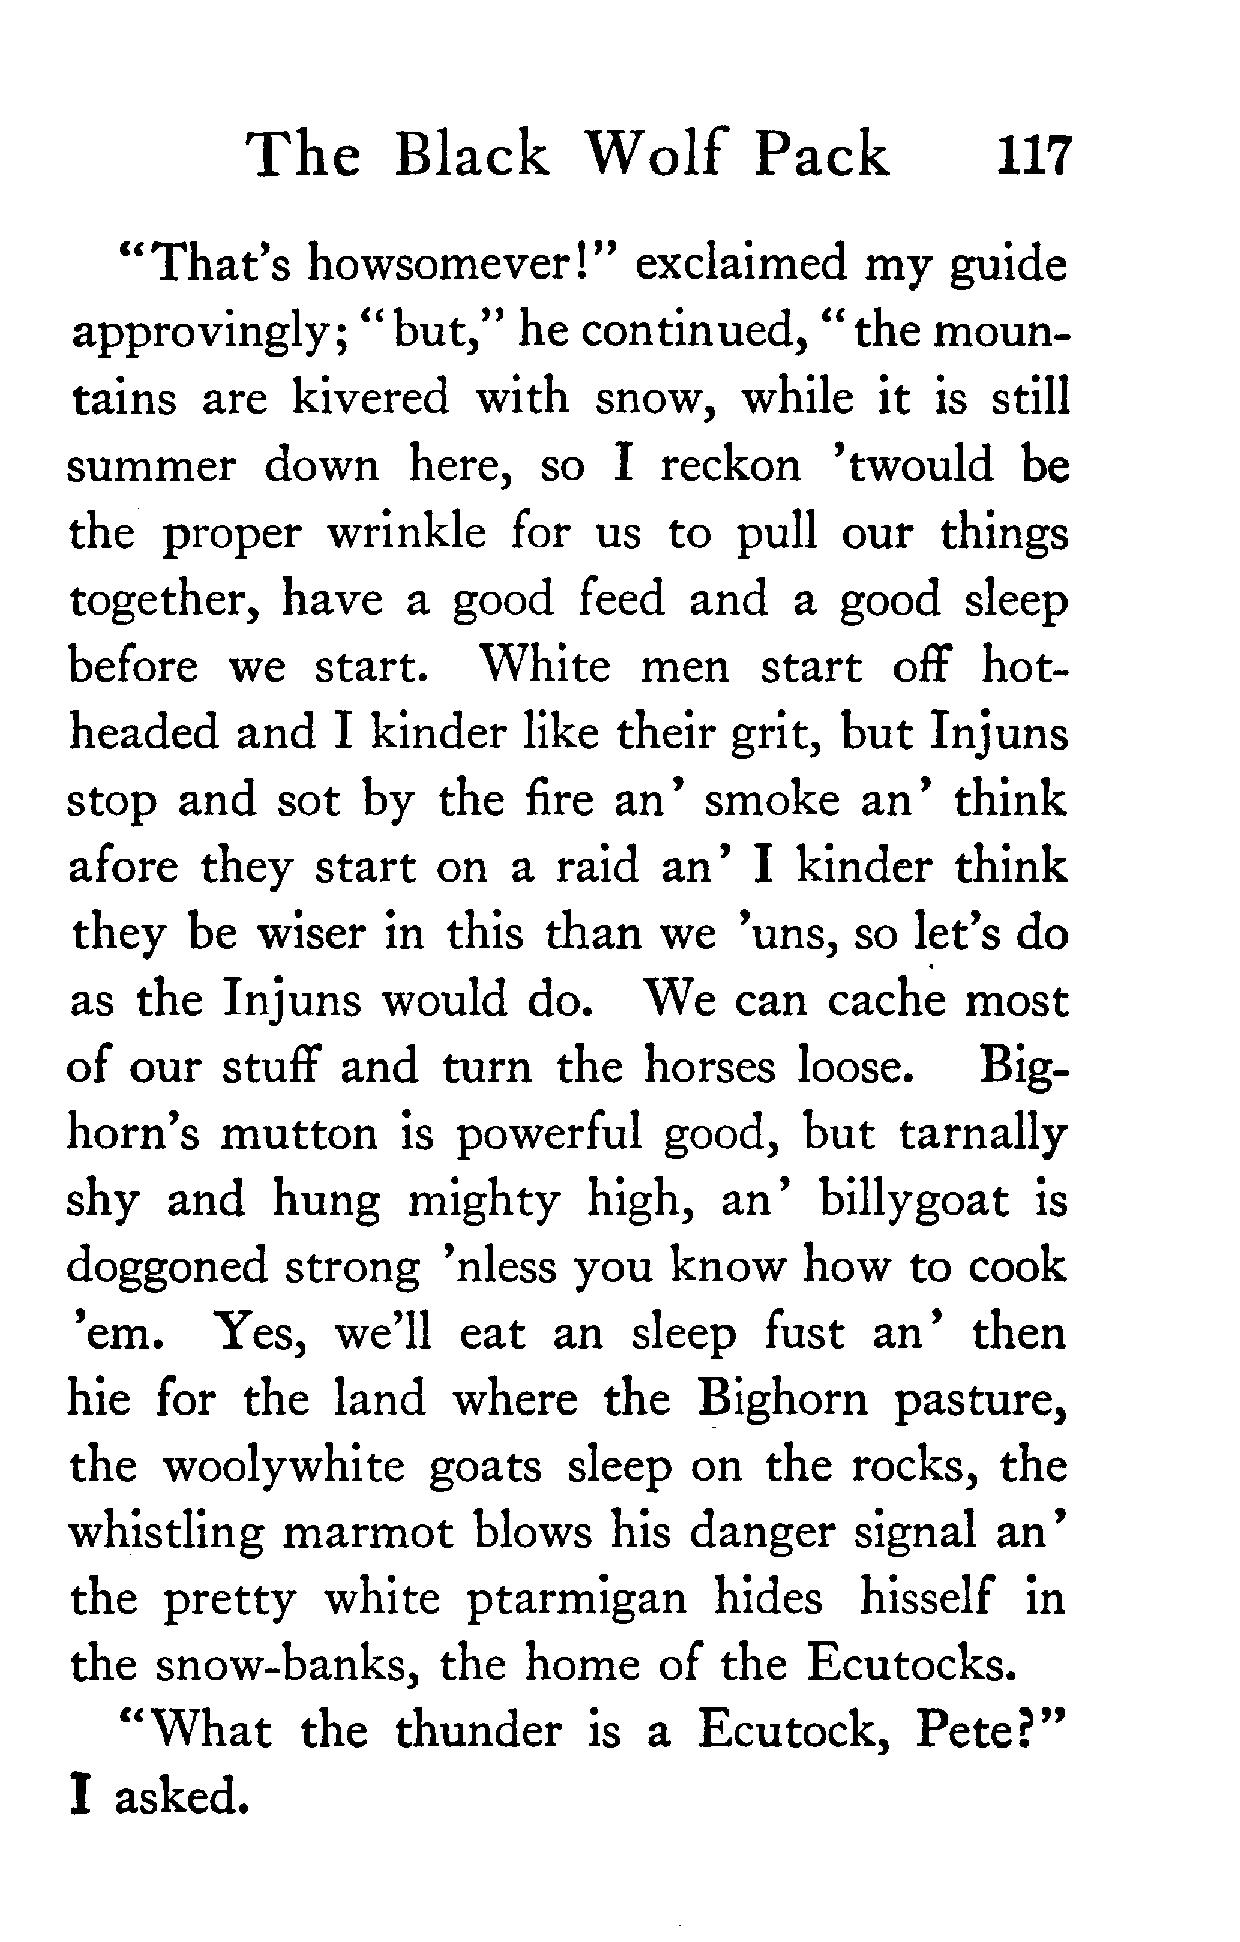 The Black Wolf Pack 117
"That's howsomever!" exclaimed my guide
approvingly; "but," he continued, "the moun-
tains are kivered with snow, while it is still
summer down here, so I reckon 'twould be
the proper wrinkle for us to pull our things
together, have a good feed and a good sleep
before we start. White men start off hot-
headed and I kinder like their grit, but Injuns
stop and sot by the fire an' smoke an' think
afore they start on a raid an' I kinder think
they be wiser in this than we 'uns, so let's do
as the Injuns would do. We can cache most
of our stuff and turn the horses loose. Big-
horn's mutton is powerful good, but tarnally
shy and hung mighty high, an' billygoat is
doggoned strong 'nless you know how to cook
'em. Yes, we'll eat an sleep fust an' then
hie for the land where the Bighorn pasture,
the woolywhite goats sleep on the rocks, the
whistling marmot blows his danger signal an'
the pretty white ptarmigan hides hisself in
the snow-banks, the home of the Ecutocks.
"What the thunder is a Ecutock, Pete?"
I asked.